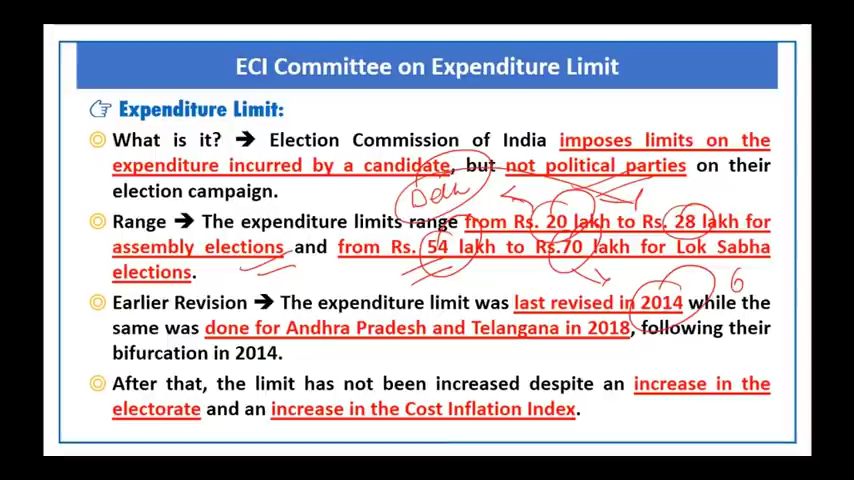 ECI Committee on Expenditure Limit
Expenditure Limit:
What is it? ➔ Election Commission of India imposes limits on the
expenditure incurred by a candidate, but not political parties on their
election campaign.
Delhi
Range ➔ The expenditure limits range from Rs. 20 lakh to Rs. 28 lakh for
assembly elections and from Rs. 54 lakh to Rs.70 lakh for Lok Sabha
elections.
6
Earlier Revision ➔ The expenditure limit was last revised in 2014 while the
same was done for Andhra Pradesh and Telangana in 2018, following their
bifurcation in 2014.
After that, the limit has not been increased despite an increase in the
electorate and an increase in the Cost Inflation Index.